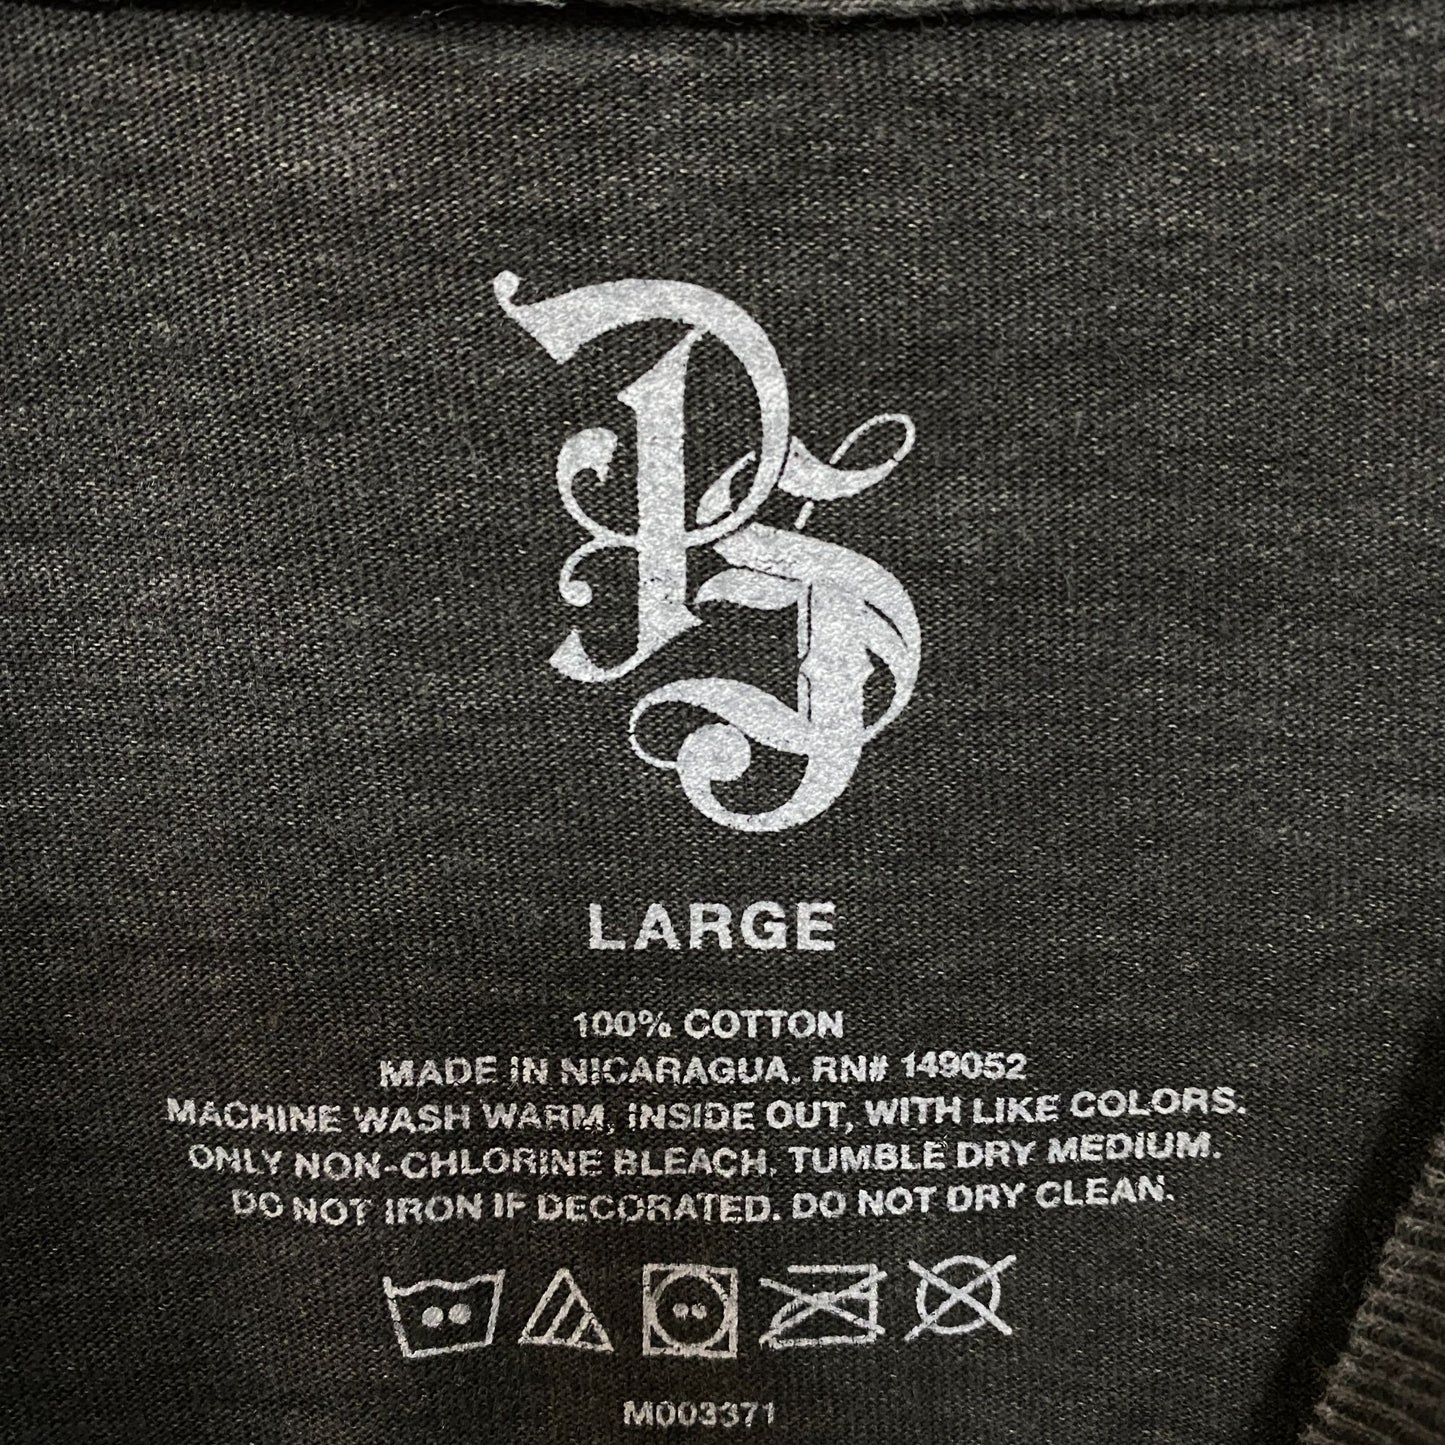 PS
LARGE
100% COTTON
MADE IN NICARAGUA. RN# 149052
MACHINE WASH WARM, INSIDE OUT, WITH LIKE COLORS.
ONLY NON-CHLORINE BLEACH. TUMBLE DRY MEDIUM.
DO NOT IRON IF DECORATED. DO NOT DRY CLEAN.
M003371